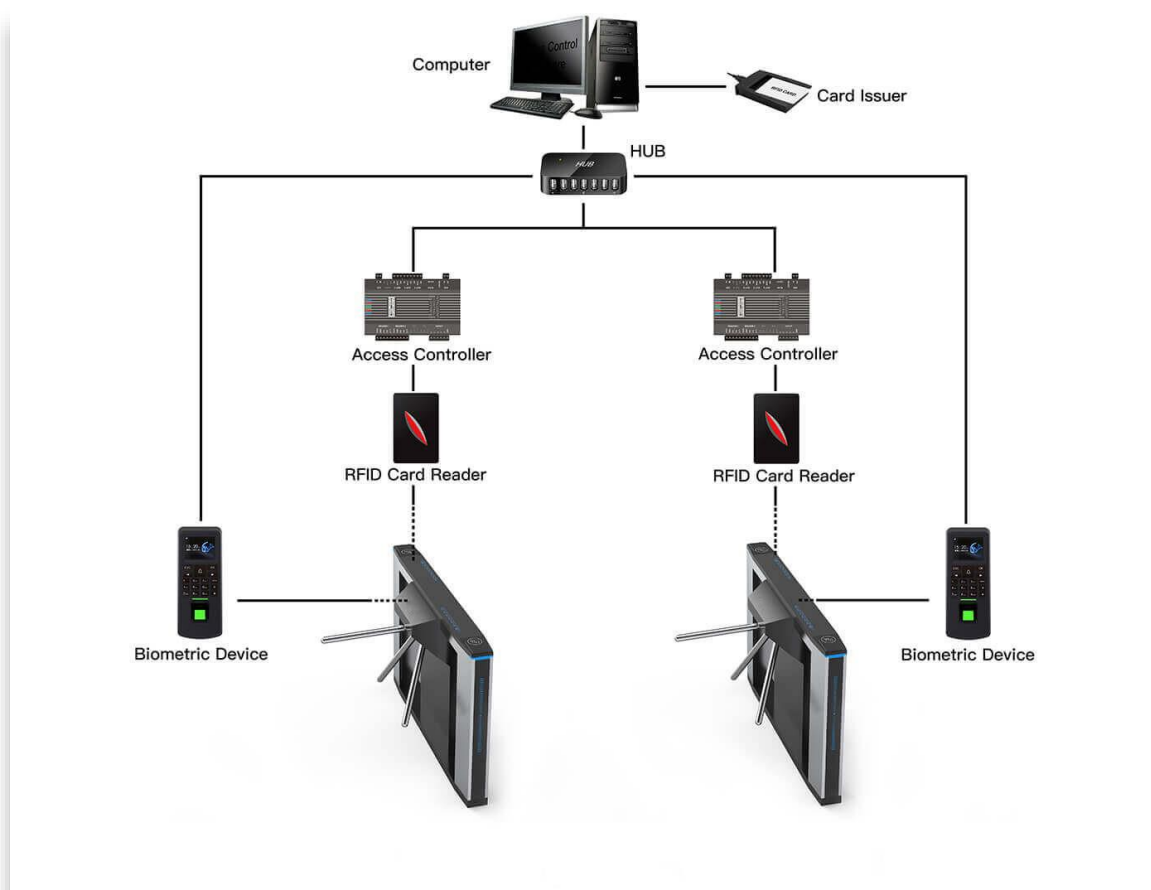 Control
Computer
RFID CARD
Card Issuer
HUB
HUB
Access Controller
Access Controller
RFID Card Reader
RFID Card Reader
Biometric Device
Biometric Device